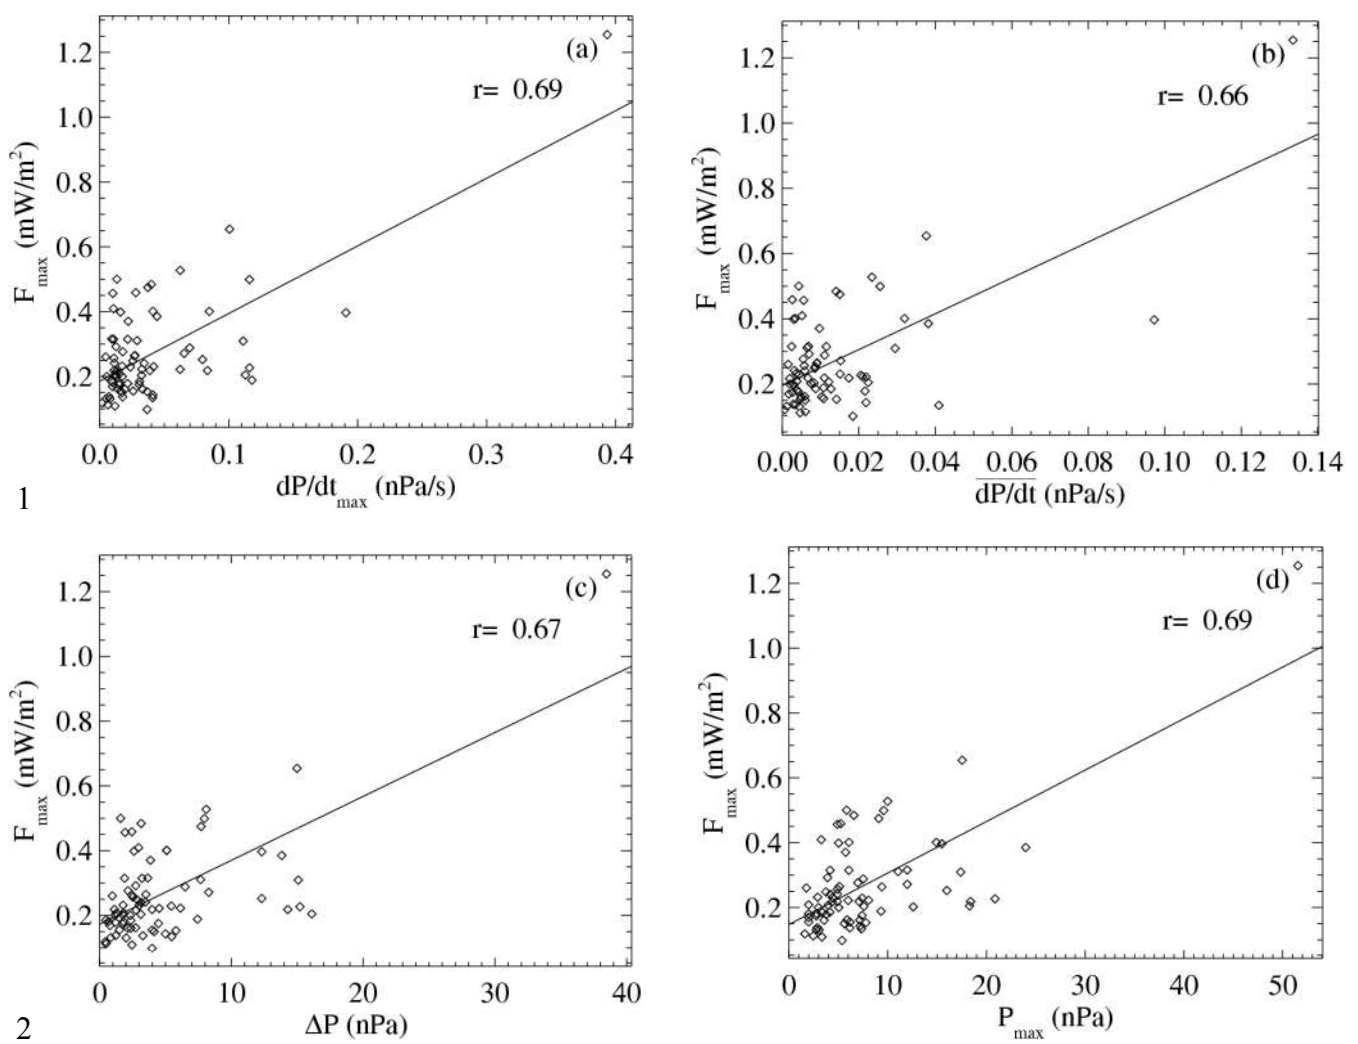 (a)
r= 0.69
F_max (mW/m²)
1.2
1.0
0.8
0.6
0.4
0.2
0.0 0.1 0.2 0.3 0.4
dP/dt_max (nPa/s)
1
(b)
r= 0.66
F_max (mW/m²)
1.2
1.0
0.8
0.6
0.4
0.2
0.00 0.02 0.04 0.06 0.08 0.10 0.12 0.14
dP/dt (nPa/s)
(c)
r= 0.67
F_max (mW/m²)
1.2
1.0
0.8
0.6
0.4
0.2
0 10 20 30 40
ΔP (nPa)
2
(d)
r= 0.69
F_max (mW/m²)
1.2
1.0
0.8
0.6
0.4
0.2
0 10 20 30 40 50
P_max (nPa)